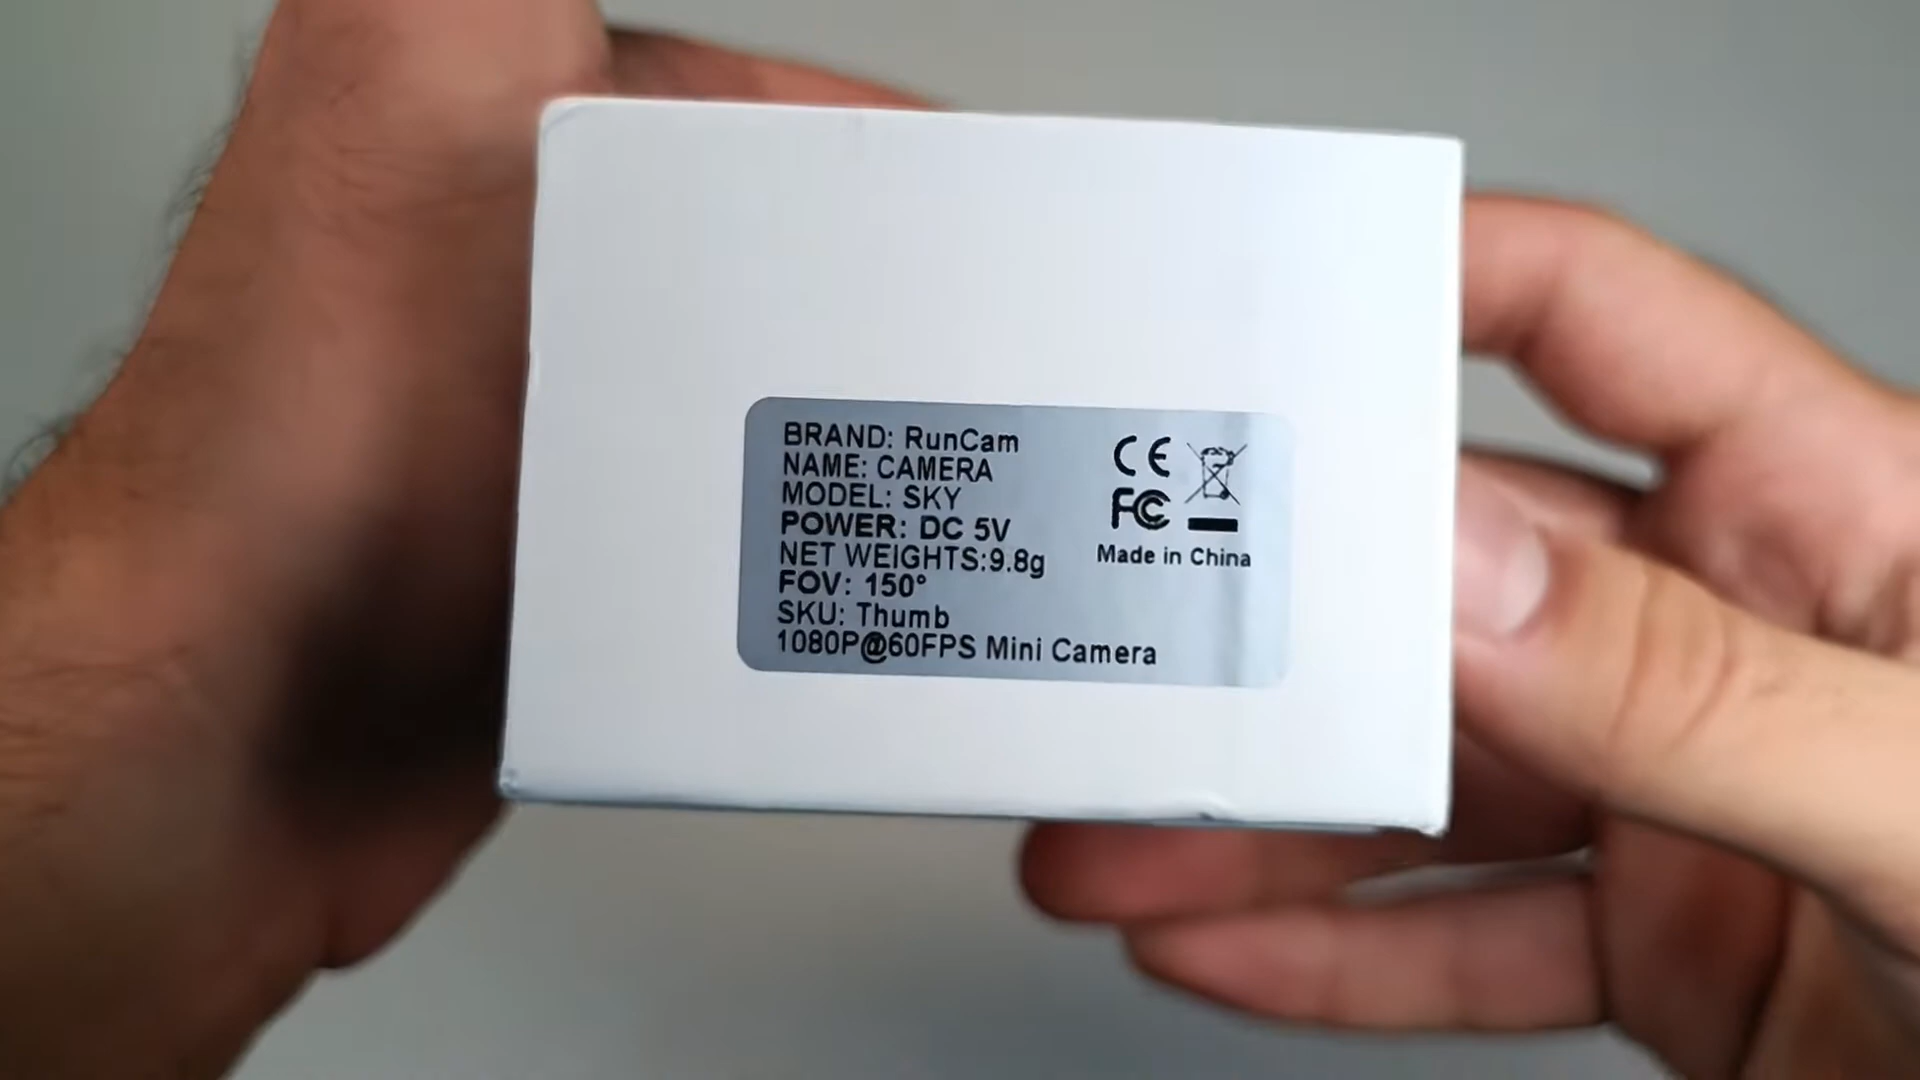 BRAND: RunCam
NAME: CAMERA
MODEL: SKY
POWER: DC 5V
NET WEIGHTS:9.8g
FOV: 150°
SKU: Thumb
1080P@60FPS Mini Camera
CE
FC
Made in China